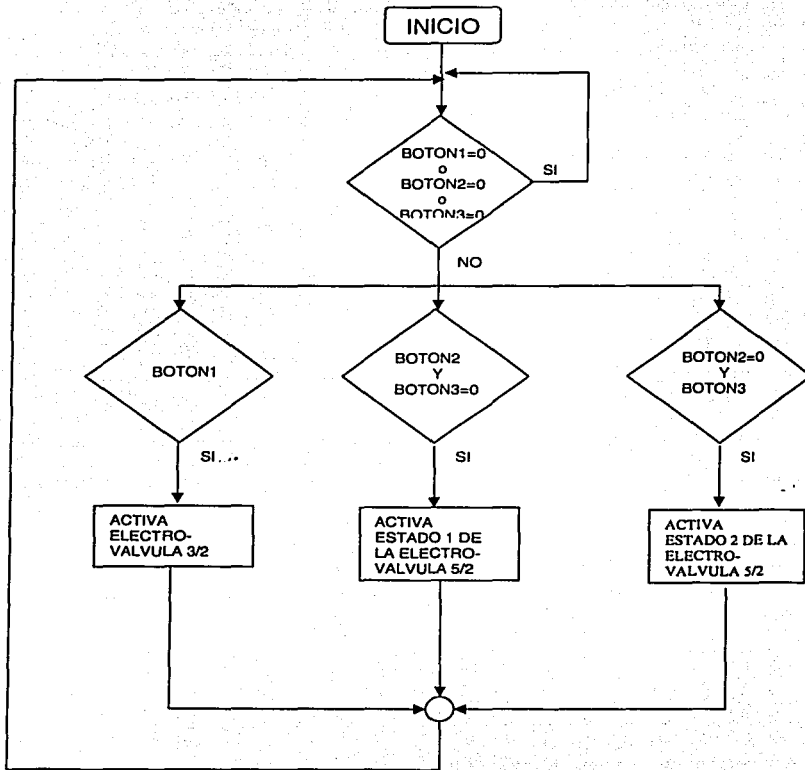 INICIO
BOTON1=0
o
BOTON2=0
o
BOTON3=0
SI
NO
BOTON1
BOTON2
Y
BOTON3=0
BOTON2=0
Y
BOTON3
SI....
SI
SI
ACTIVA
ELECTRO-
VALVULA 3/2
ACTIVA
ESTADO 1 DE
LA ELECTRO-
VALVULA 5/2
ACTIVA
ESTADO 2 DE LA
ELECTRO-
VALVULA 5/2